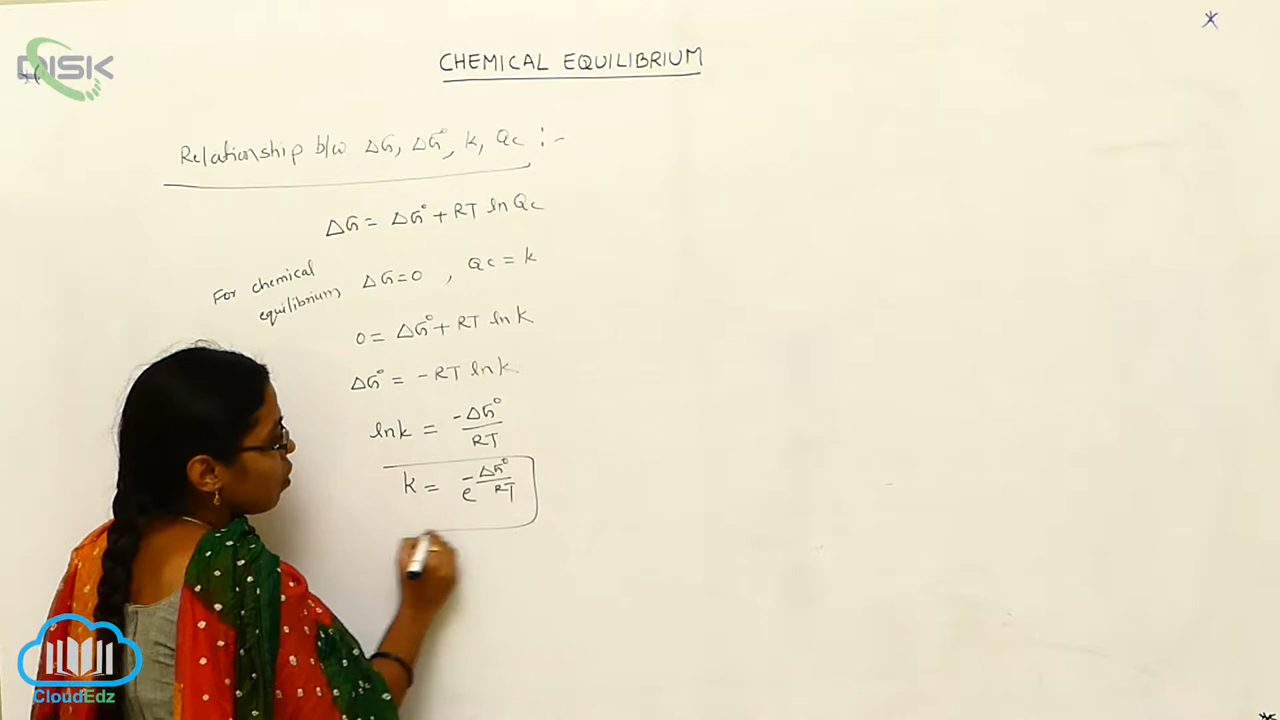 CHEMICAL EQUILIBRIUM
DISK
Relationship b/w ΔG, ΔG°, k, Qc :-
ΔG = ΔG° + RT ln Qc
For chemical equilibrium, ΔG = 0 , Qc = k
0 = ΔG° + RT ln k
ΔG° = -RT ln k
ln k = -ΔG°/RT
k = e^(-ΔG°/RT)
CloudEdz